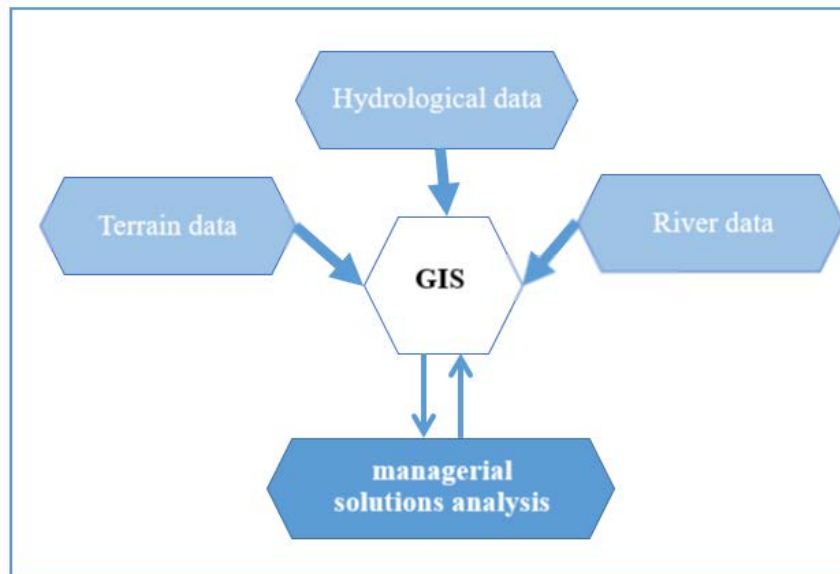 Hydrological data
Terrain data
River data
GIS
managerial
solutions analysis